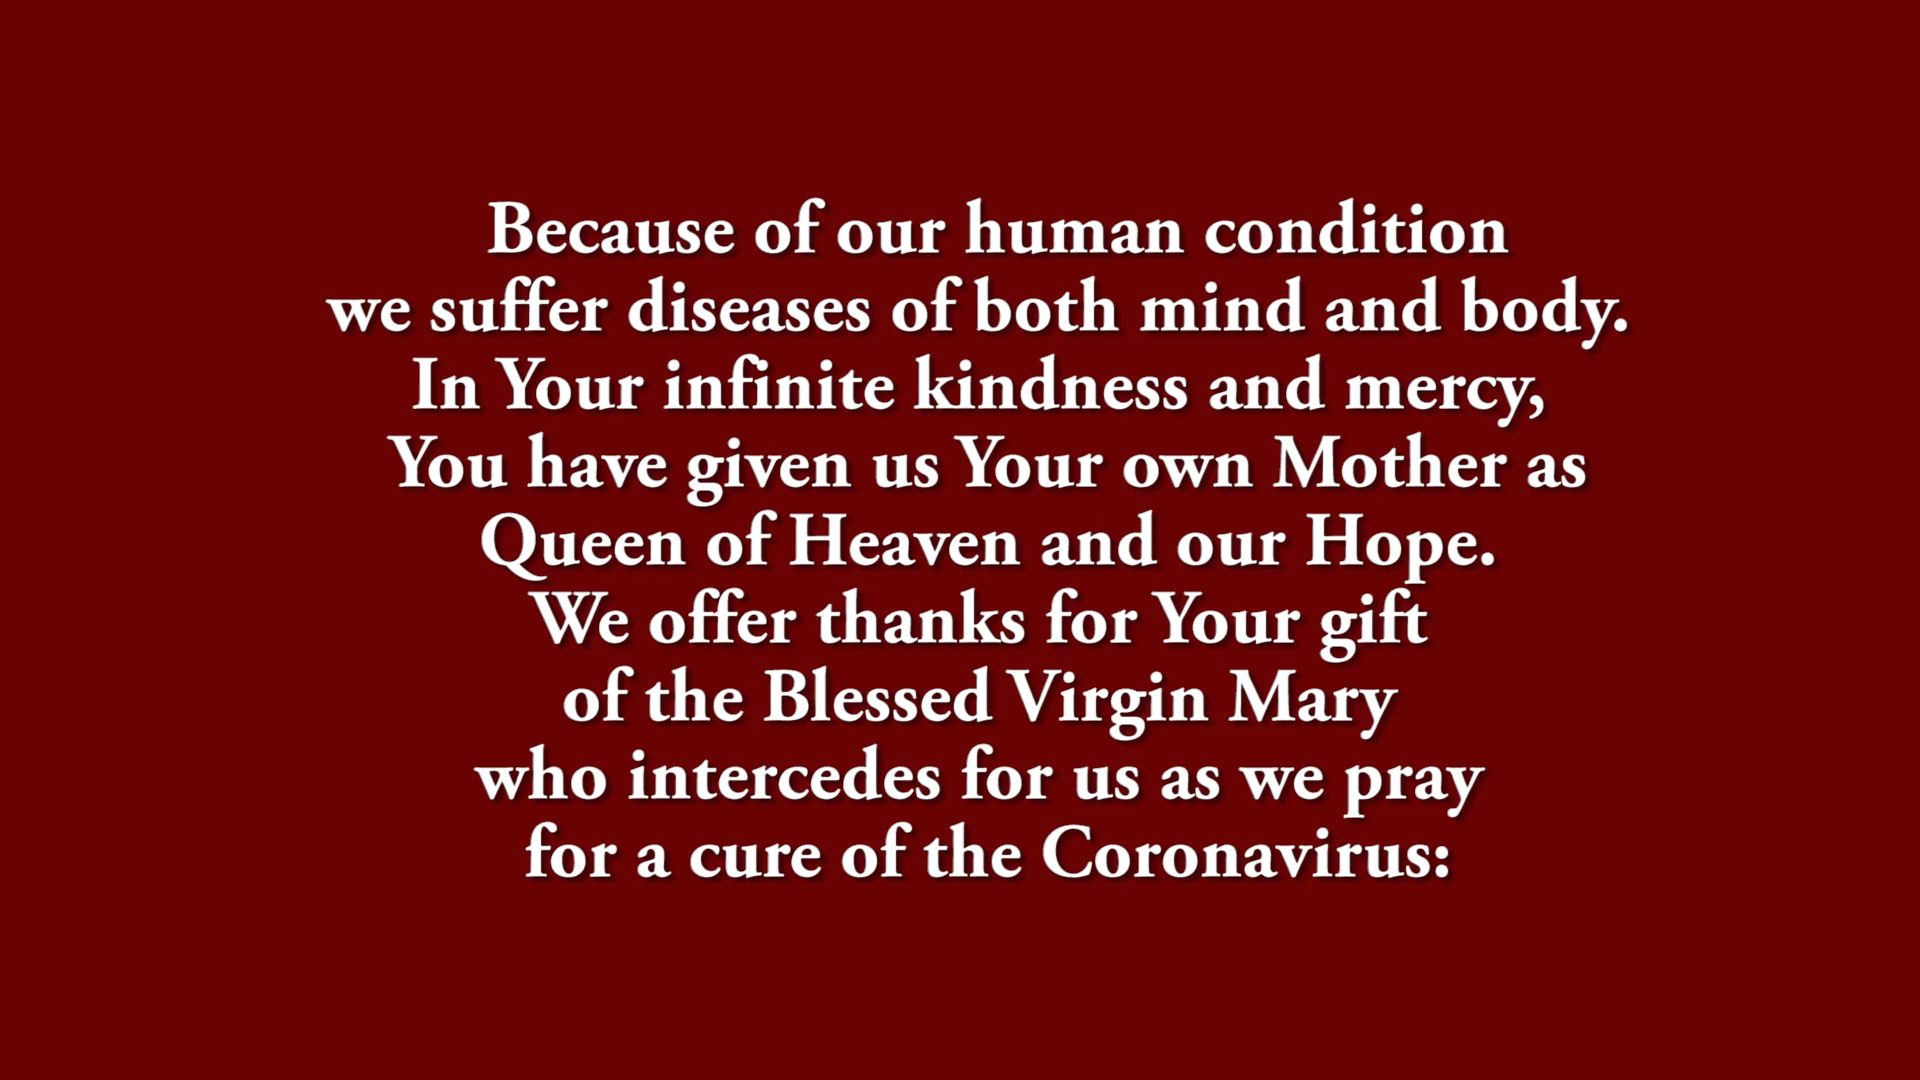 Because of our human condition
we suffer diseases of both mind and body.
In Your infinite kindness and mercy,
You have given us Your own Mother as
Queen of Heaven and our Hope.
We offer thanks for Your gift
of the Blessed Virgin Mary
who intercedes for us as we pray
for a cure of the Coronavirus: